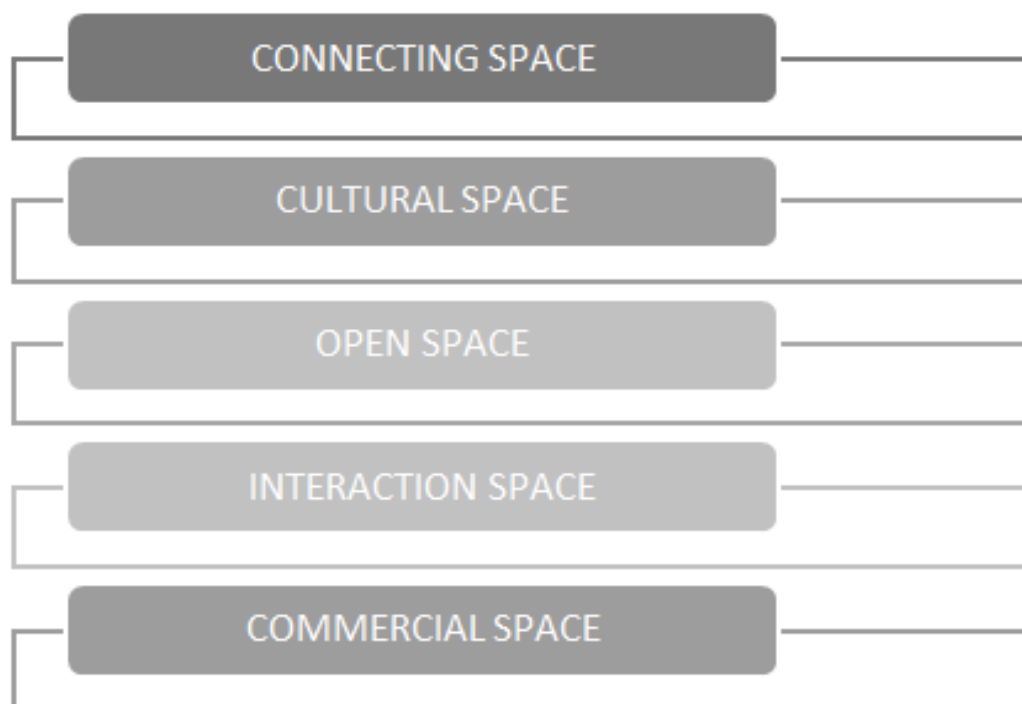 CONNECTING SPACE
CULTURAL SPACE
OPEN SPACE
INTERACTION SPACE
COMMERCIAL SPACE